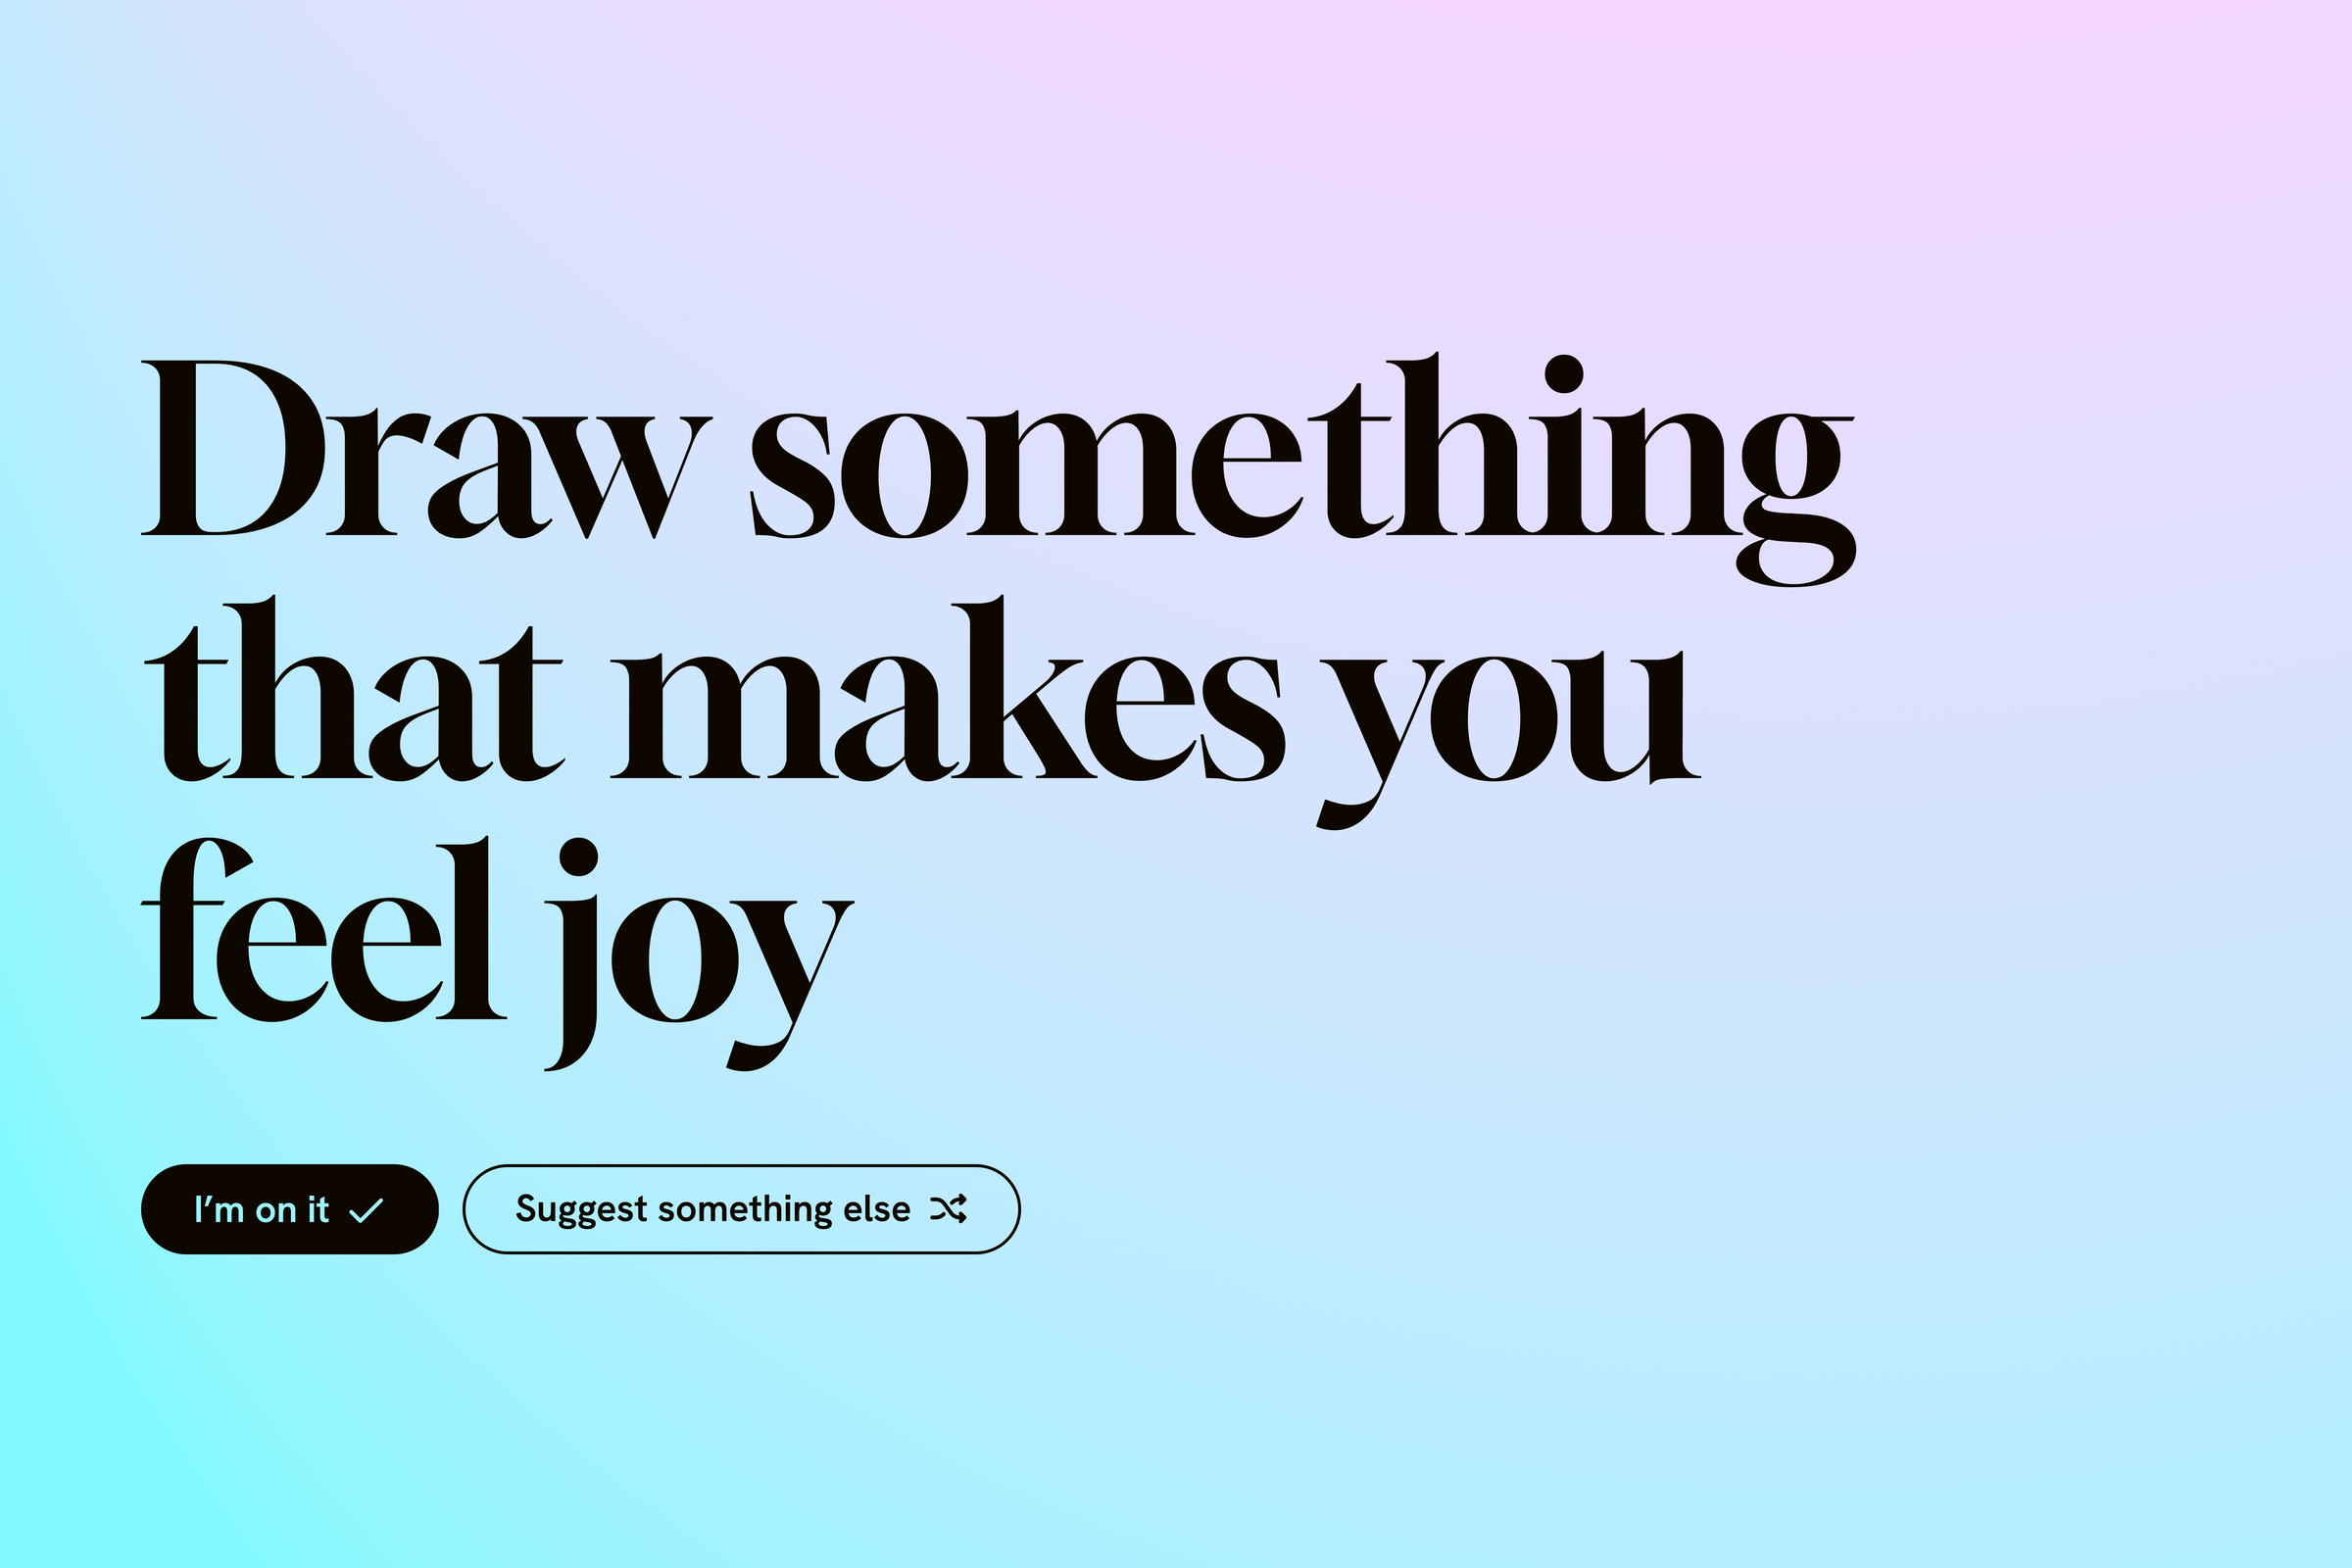 Draw something
that makes you
feel joy
I’m on it
Suggest something else